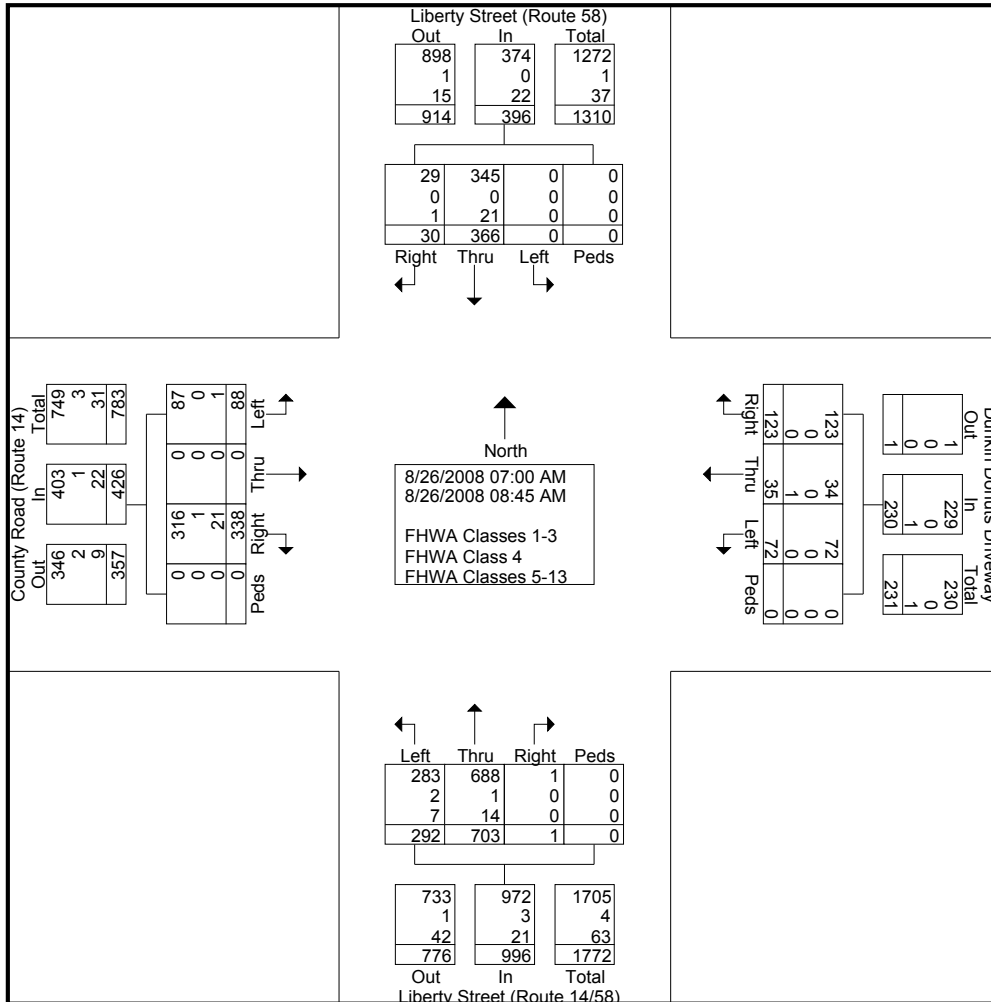 Liberty Street (Route 58)
Out In Total
898 374 1272
1 0 1
15 22 37
914 396 1310
29 345 0 0
0 0 0 0
1 21 0 0
30 366 0 0
Right Thru Left Peds
County Road (Route 14)
Total In Out
749 403 346
3 1 2
31 22 9
783 426 357
87 0 316 0
0 0 1 0
1 0 21 0
88 0 338 0
Left Thru Right Peds
North
8/26/2008 07:00 AM
8/26/2008 08:45 AM
FHWA Classes 1-3
FHWA Class 4
FHWA Classes 5-13
Right Thru Left Peds
123 34 72 0
0 0 0 0
0 1 0 0
123 35 72 0
Dunkin Donuts Driveway
Out In Total
1 229 230
0 0 0
0 1 1
1 230 231
Left Thru Right Peds
283 688 1 0
2 1 0 0
7 14 0 0
292 703 1 0
733 972 1705
1 3 4
42 21 63
776 996 1772
Out In Total
Liberty Street (Route 14/58)